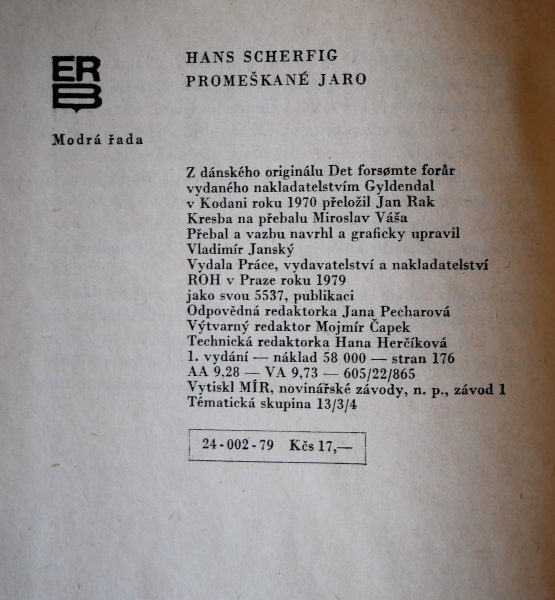 ER
B
Modrá řada
HANS SCHERFIG
PROMEŠKANÉ JARO
Z dánského originálu Det forsømte forår
vydaného nakladatelstvím Gyldendal
v Kodani roku 1970 přeložil Jan Rak
Kresba na přebalu Miroslav Váša
Přebal a vazbu navrhl a graficky upravil
Vladimír Janský
Vydala Práce, vydavatelství a nakladatelství
ROH v Praze roku 1979
jako svou 5537, publikaci
Odpovědná redaktorka Jana Pecharová
Výtvarný redaktor Mojmír Čapek
Technická redaktorka Hana Herčíková
1. vydání — náklad 58 000 — stran 176
AA 9,28 — VA 9,73 — 605/22/865
Vytiskl MÍR, novinářské závody, n. p., závod 1
Tématická skupina 13/3/4
24-002-79 Kčs 17,—